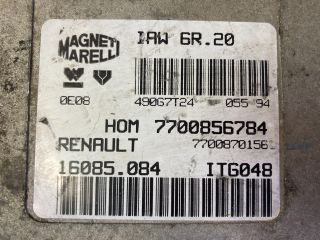 MAGNETI MARELLI
IAW 6R.20
0E08
490G7T24
055 94
HOM 7700856784
RENAULT
7700870156
16085.084
ITG048